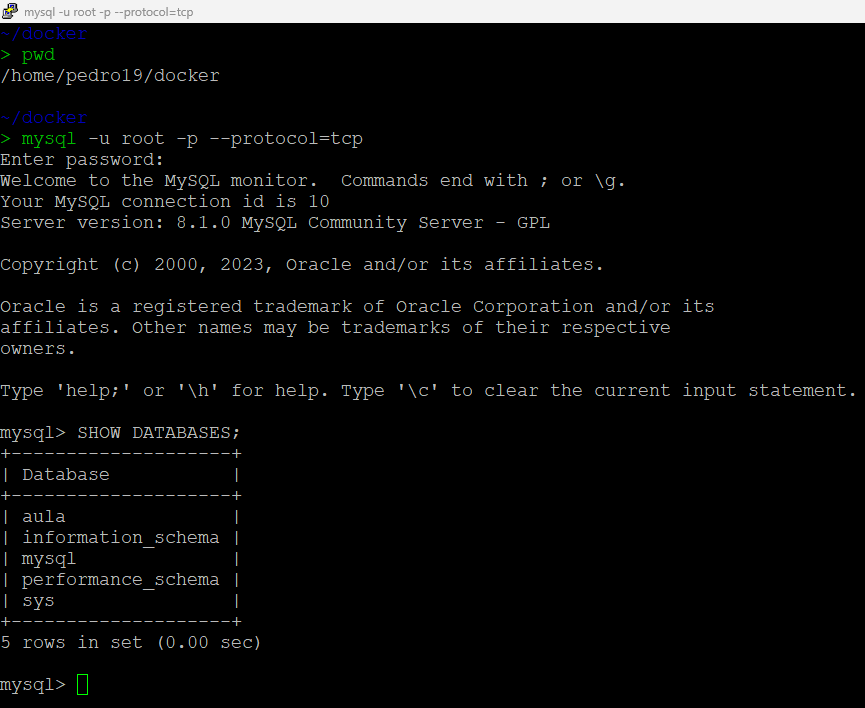 mysql -u root -p --protocol=tcp
~/docker
> pwd
/home/pedro19/docker
~/docker
> mysql -u root -p --protocol=tcp
Enter password:
Welcome to the MySQL monitor.  Commands end with ; or \g.
Your MySQL connection id is 10
Server version: 8.1.0 MySQL Community Server - GPL
Copyright (c) 2000, 2023, Oracle and/or its affiliates.
Oracle is a registered trademark of Oracle Corporation and/or its
affiliates. Other names may be trademarks of their respective
owners.
Type 'help;' or '\h' for help. Type '\c' to clear the current input statement.
mysql> SHOW DATABASES;
+--------------------+
| Database           |
+--------------------+
| aula               |
| information_schema |
| mysql              |
| performance_schema |
| sys                |
+--------------------+
5 rows in set (0.00 sec)
mysql>